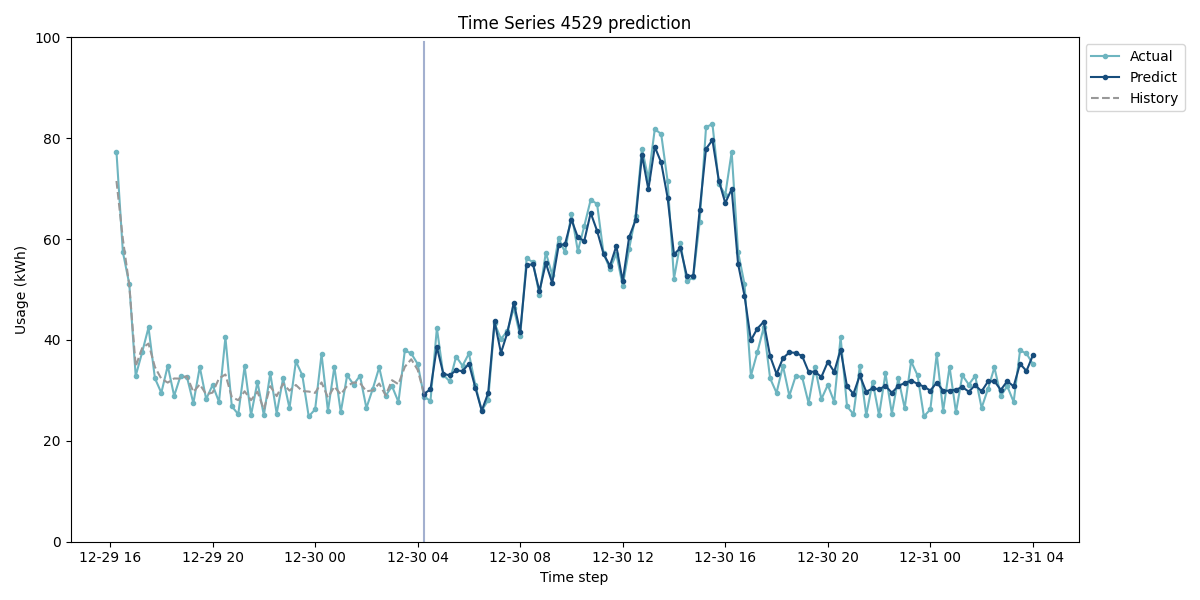 Time Series 4529 prediction
Actual
Predict
History
Usage (kWh)
100
80
60
40
20
0
12-29 16 12-29 20 12-30 00 12-30 04 12-30 08 12-30 12 12-30 16 12-30 20 12-31 00 12-31 04
Time step